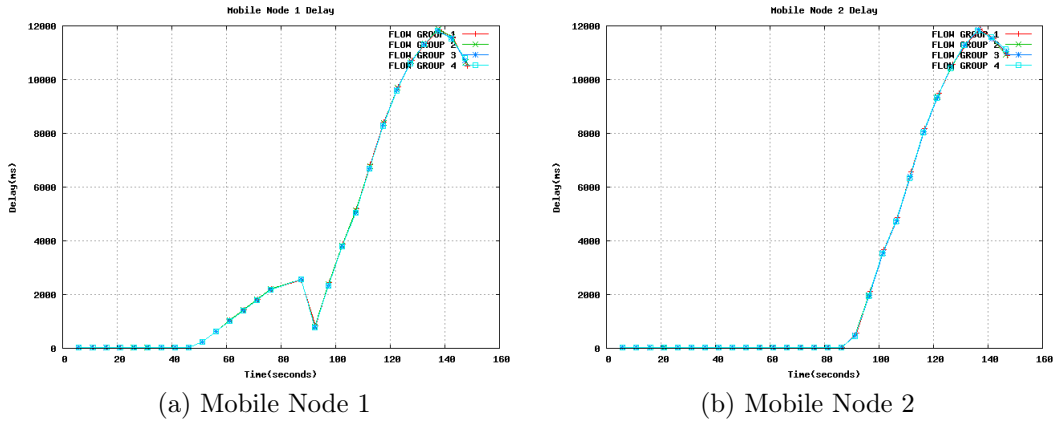 Mobile Node 1 Delay
12000
10000
8000
6000
4000
2000
0
Delay(ms)
FLOW GROUP 1
FLOW GROUP 2
FLOW GROUP 3
FLOW GROUP 4
0 20 40 60 80 100 120 140 160
Time(seconds)
(a) Mobile Node 1
Mobile Node 2 Delay
12000
10000
8000
6000
4000
2000
0
Delay(ms)
FLOW GROUP 1
FLOW GROUP 2
FLOW GROUP 3
FLOW GROUP 4
0 20 40 60 80 100 120 140 160
Time(seconds)
(b) Mobile Node 2